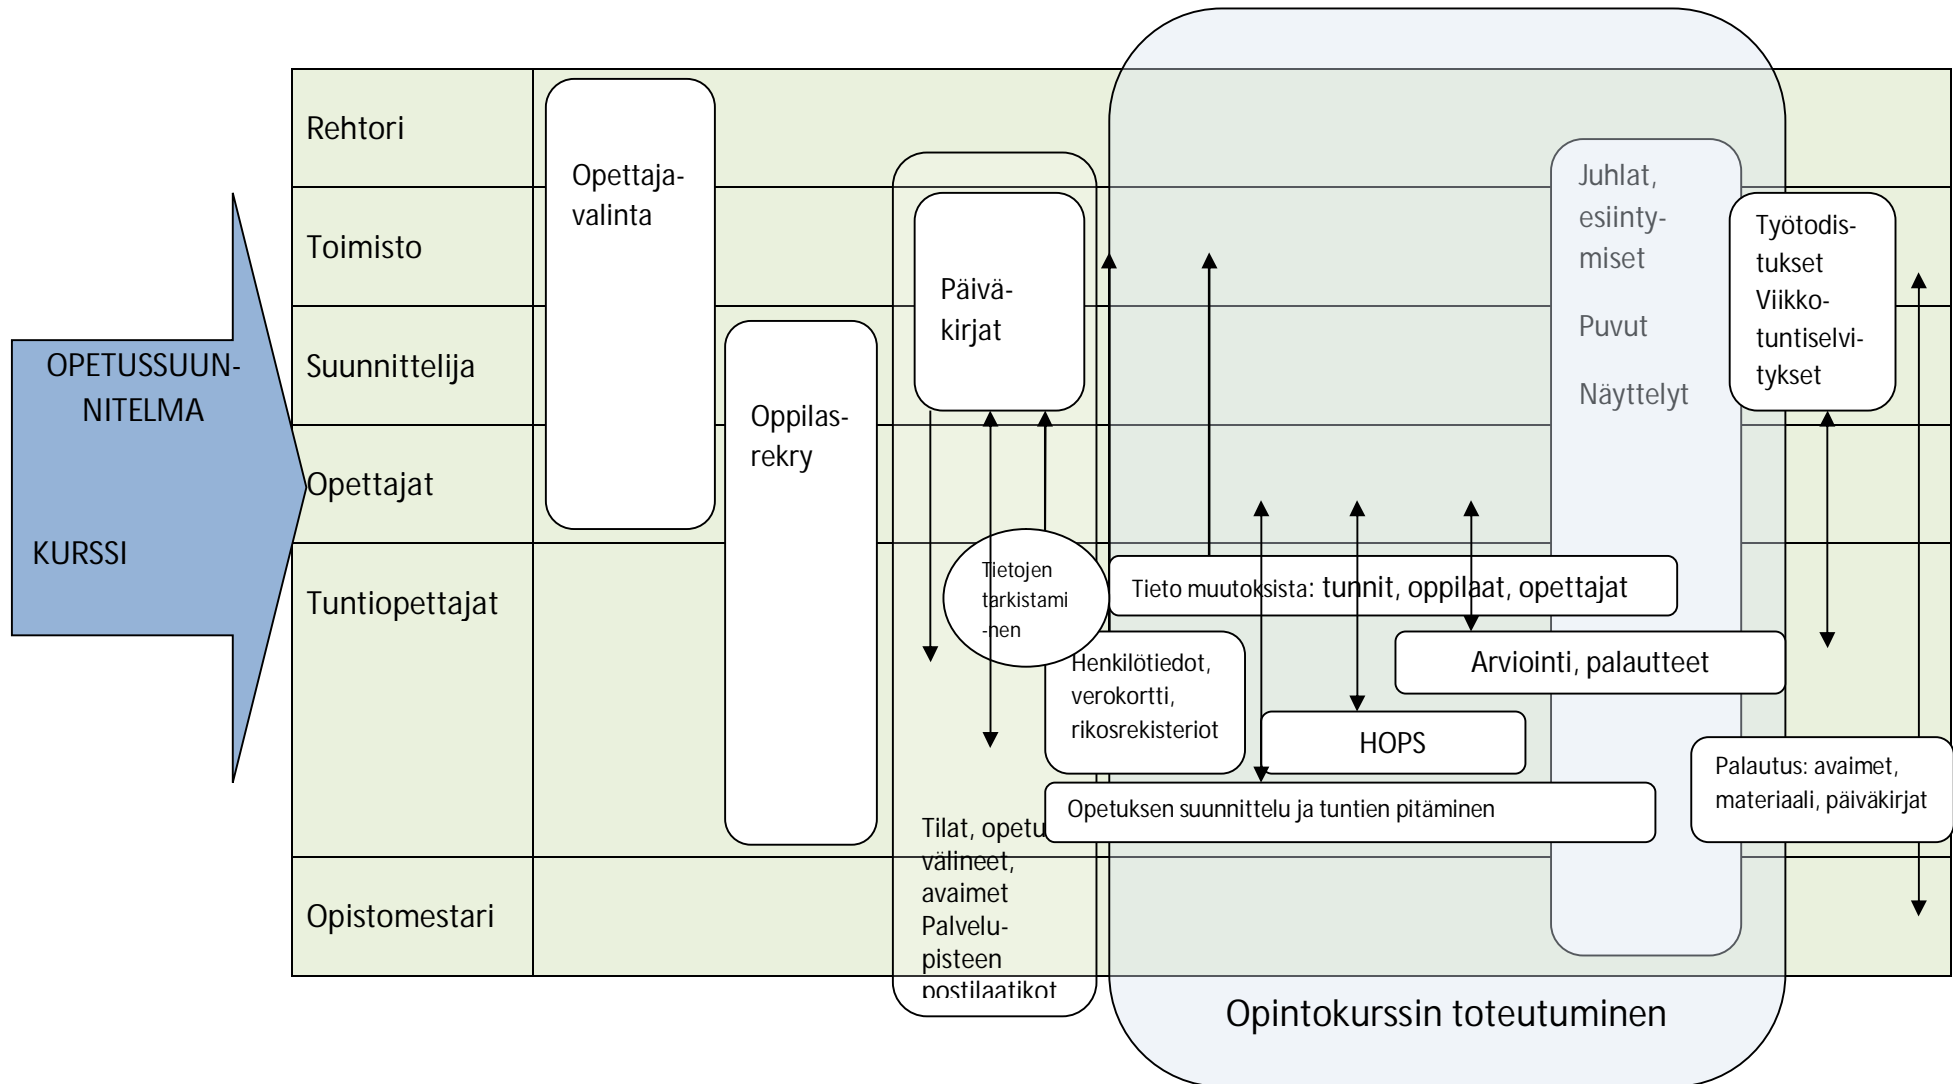 OPETUSSUUN-
NITELMA
KURSSI
Rehtori
Toimisto
Suunnittelija
Opettajat
Tuntiopettajat
Opistomestari
Opettaja-
valinta
Oppilas-
rekry
Päivä-
kirjat
Tietojen
tarkistami
-nen
Tilat, opetu
välineet,
avaimet
Palvelu-
pisteen
postilaatikot
Henkilötiedot,
verokortti,
rikosrekisteriot
Tieto muutoksista: tunnit, oppilaat, opettajat
Arviointi, palautteet
HOPS
Opetuksen suunnittelu ja tuntien pitäminen
Juhlat,
esiinty-
miset
Puvut
Näyttelyt
Työtodis-
tukset
Viikko-
tuntiselvi-
tykset
Palautus: avaimet,
materiaali, päiväkirjat
Opintokurssin toteutuminen